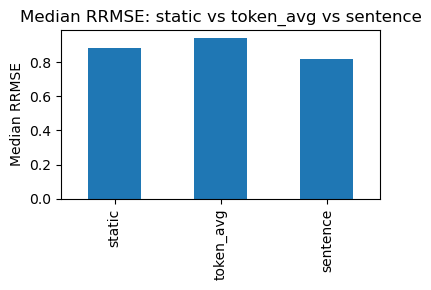 Median RRMSE: static vs token_avg vs sentence
Median RRMSE
0.8
0.6
0.4
0.2
0.0
static
token_avg
sentence